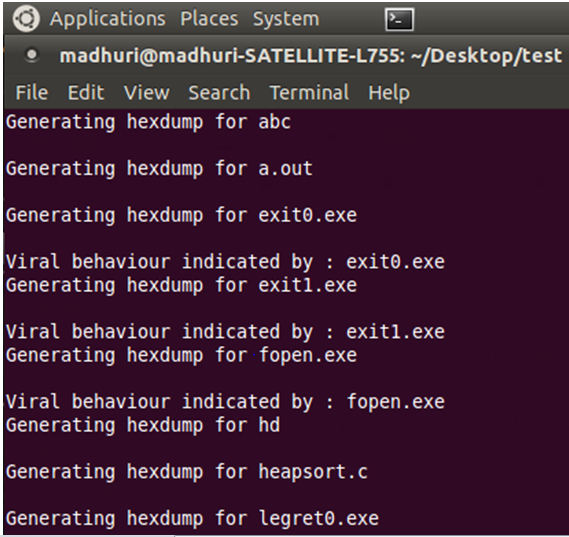 Applications Places System
madhuri@madhuri-SATELLITE-L755: ~/Desktop/test
File Edit View Search Terminal Help
Generating hexdump for abc
Generating hexdump for a.out
Generating hexdump for exit0.exe
Viral behaviour indicated by : exit0.exe
Generating hexdump for exit1.exe
Viral behaviour indicated by : exit1.exe
Generating hexdump for fopen.exe
Viral behaviour indicated by : fopen.exe
Generating hexdump for hd
Generating hexdump for heapsort.c
Generating hexdump for legret0.exe